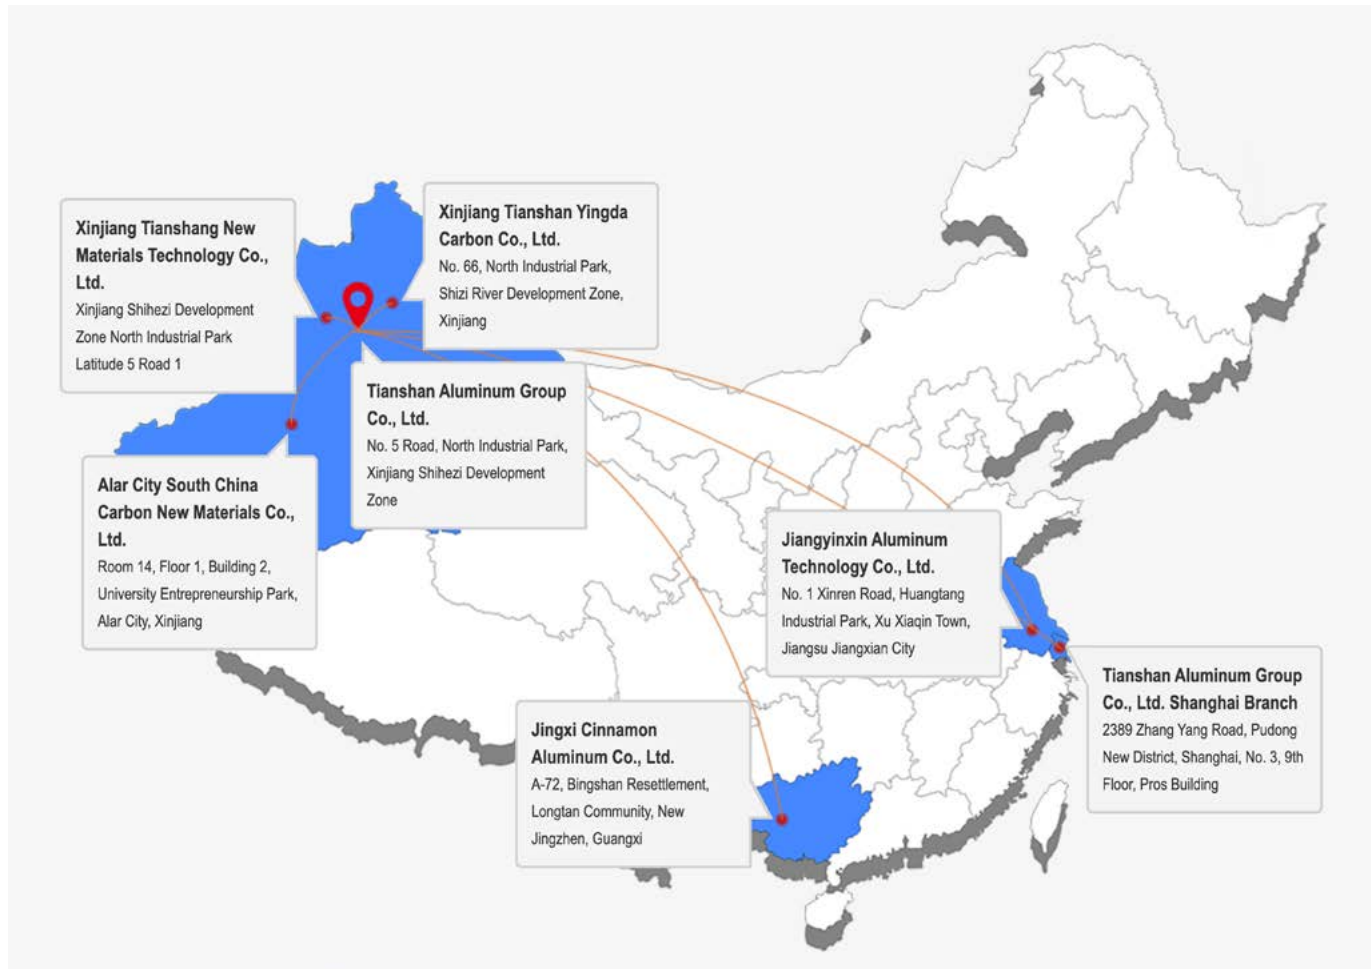 Xinjiang Tianshang New
Materials Technology Co.,
Ltd.
Xinjiang Shihezi Development
Zone North Industrial Park
Latitude 5 Road 1
Xinjiang Tianshan Yingda
Carbon Co., Ltd.
No. 66, North Industrial Park,
Shizi River Development Zone,
Xinjiang
Tianshan Aluminum Group
Co., Ltd.
No. 5 Road, North Industrial Park,
Xinjiang Shihezi Development
Zone
Alar City South China
Carbon New Materials Co.,
Ltd.
Room 14, Floor 1, Building 2,
University Entrepreneurship Park,
Alar City, Xinjiang
Jiangyinxin Aluminum
Technology Co., Ltd.
No. 1 Xinren Road, Huangtang
Industrial Park, Xu Xiaqin Town,
Jiangsu Jiangxian City
Tianshan Aluminum Group
Co., Ltd. Shanghai Branch
2389 Zhang Yang Road, Pudong
New District, Shanghai, No. 3, 9th
Floor, Pros Building
Jingxi Cinnamon
Aluminum Co., Ltd.
A-72, Bingshan Resettlement,
Longtan Community, New
Jingzhen, Guangxi